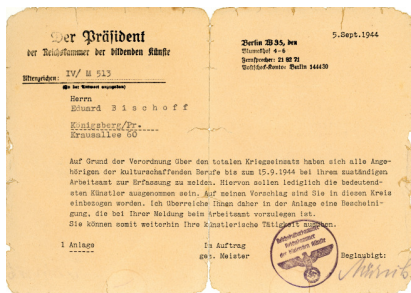 Der Präsident
der Reichskammer der bildenden Künste
Aktenzeichen: IV/ M 513
(In der Antwort anzugeben)
Berlin W 35, den 5.Sept.1944
Blumeshof 4-6
Fernsprecher: 21 92 71
Postscheck-Konto: Berlin 144430
Herrn
Eduard Bischoff
Königsberg/Pr.
Krausallee 60
Auf Grund der Verordnung über den totalen Kriegseinsatz haben sich alle Ange-
hörigen der kulturschaffenden Berufe bis zum 15.9.1944 bei ihrem zuständigen
Arbeitsamt zur Erfassung zu melden. Hiervon sollen lediglich die bedeutend-
sten Künstler ausgenommen sein. Auf meinen Vorschlag sind Sie in diesen Kreis
einbezogen worden. Ich überreiche Ihnen daher in der Anlage eine Bescheini-
gung, die bei Ihrer Meldung beim Arbeitsamt vorzulegen ist.
Sie können somit weiterhin Ihre künstlerische Tätigkeit ausüben.
1 Anlage
Im Auftrag
gez. Meister
Reichskulturkammer
Reichskammer
der bildenden Künste
Beglaubigt: